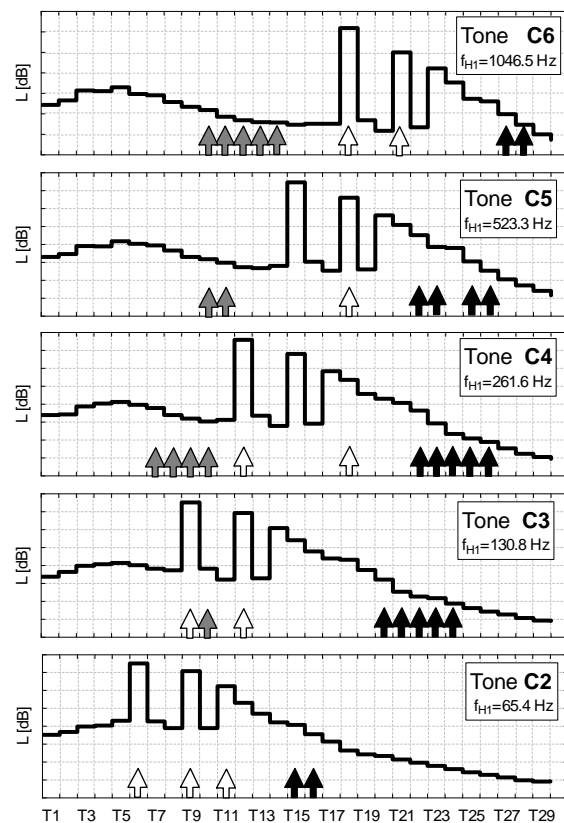 L [dB]
Tone C6
fH1=1046.5 Hz
L [dB]
Tone C5
fH1=523.3 Hz
L [dB]
Tone C4
fH1=261.6 Hz
L [dB]
Tone C3
fH1=130.8 Hz
L [dB]
Tone C2
fH1=65.4 Hz
T1 T3 T5 T7 T9 T11 T13 T15 T17 T19 T21 T23 T25 T27 T29